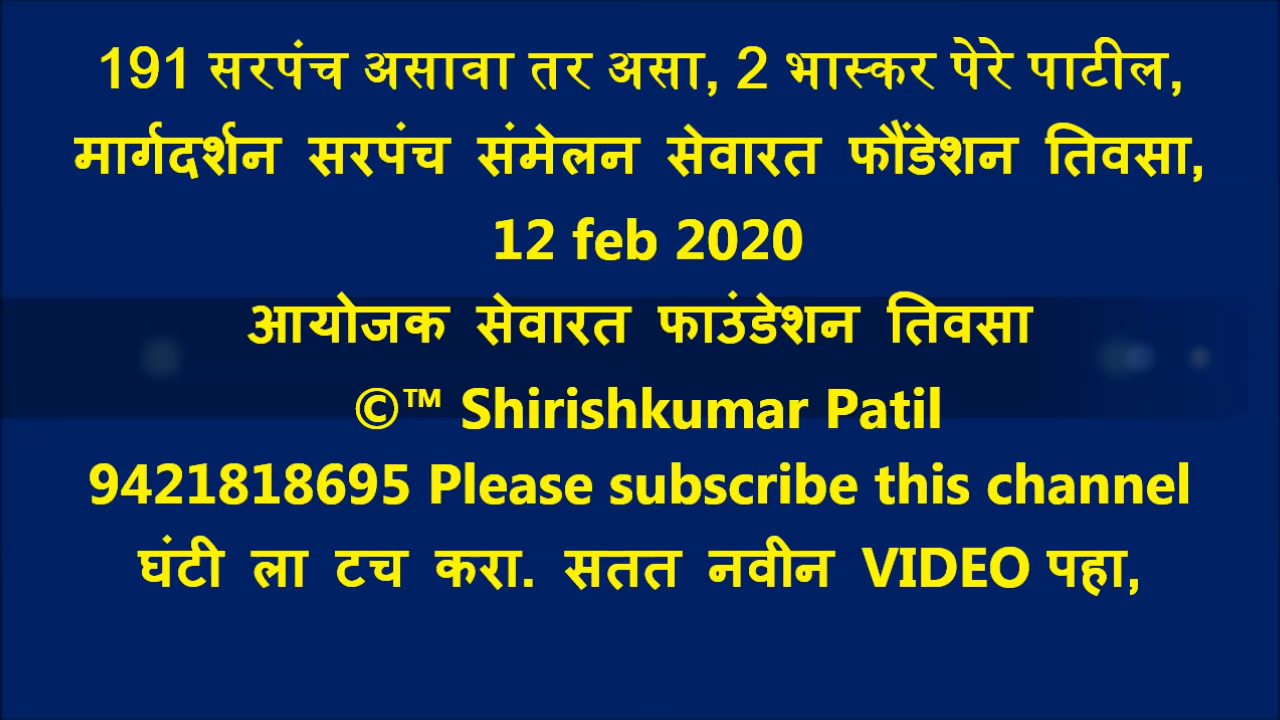 191 सरपंच असावा तर असा, 2 भास्कर पेरे पाटील,
मार्गदर्शन सरपंच संमेलन सेवारत फौंडेशन तिवसा,
12 feb 2020
आयोजक सेवारत फाउंडेशन तिवसा
©™ Shirishkumar Patil
9421818695 Please subscribe this channel
घंटी ला टच करा. सतत नवीन VIDEO पहा,